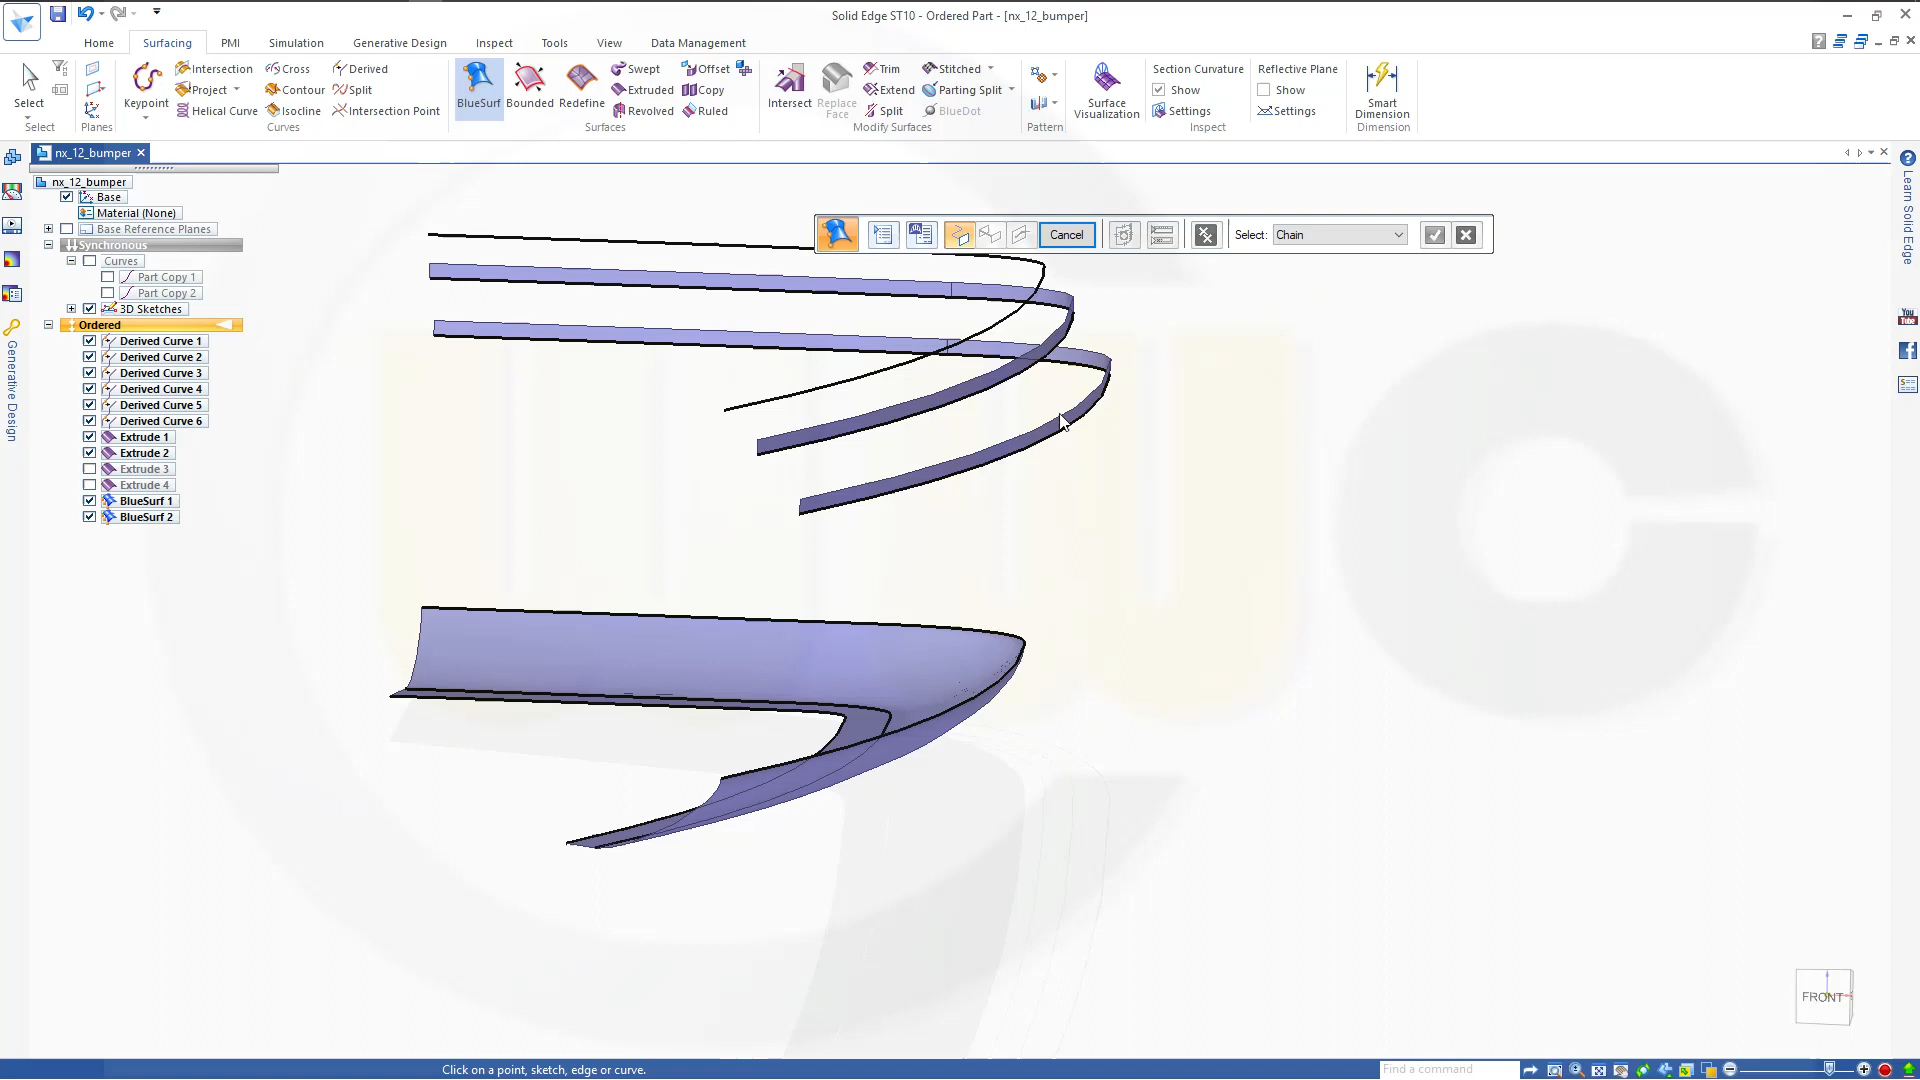 Solid Edge ST10 - Ordered Part - [nx_12_bumper]
Home Surfacing PMI Simulation Generative Design Inspect Tools View Data Management
Select
Select
Planes
Keypoint
Intersection
Project
Helical Curve
Cross
Contour
Isocline
Derived
Split
Intersection Point
Curves
BlueSurf
Bounded
Redefine
Swept
Extruded
Revolved
Offset
Copy
Ruled
Surfaces
Intersect
Replace
Face
Trim
Extend
Split
Stitched
Parting Split
BlueDot
Modify Surfaces
Pattern
Surface
Visualization
Section Curvature
Show
Settings
Inspect
Reflective Plane
Show
Settings
Smart
Dimension
Dimension
nx_12_bumper
nx_12_bumper
Base
Material (None)
Base Reference Planes
Synchronous
Curves
Part Copy 1
Part Copy 2
3D Sketches
Ordered
Derived Curve 1
Derived Curve 2
Derived Curve 3
Derived Curve 4
Derived Curve 5
Derived Curve 6
Extrude 1
Extrude 2
Extrude 3
Extrude 4
BlueSurf 1
BlueSurf 2
Generative Design
Cancel
Select: Chain
Learn Solid Edge
You
Tube
FRONT
Click on a point, sketch, edge or curve.
Find a command